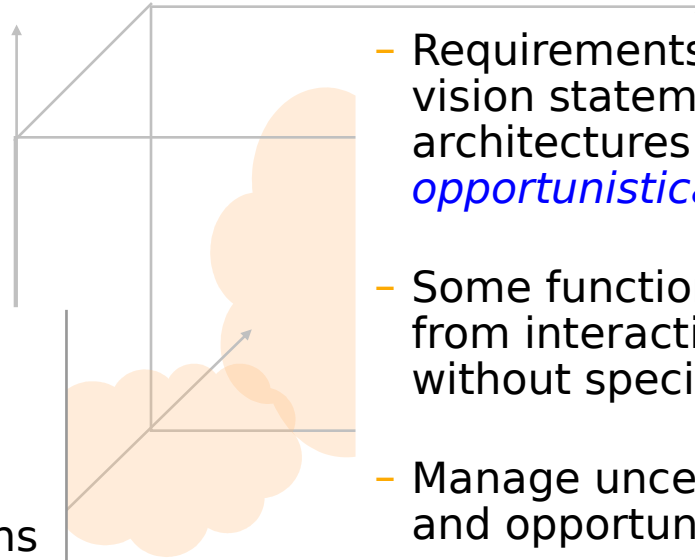 – Requirements
vision statem
architectures
opportunistica
– Some functio
from interacti
without speci
– Manage unce
and opportun
ns